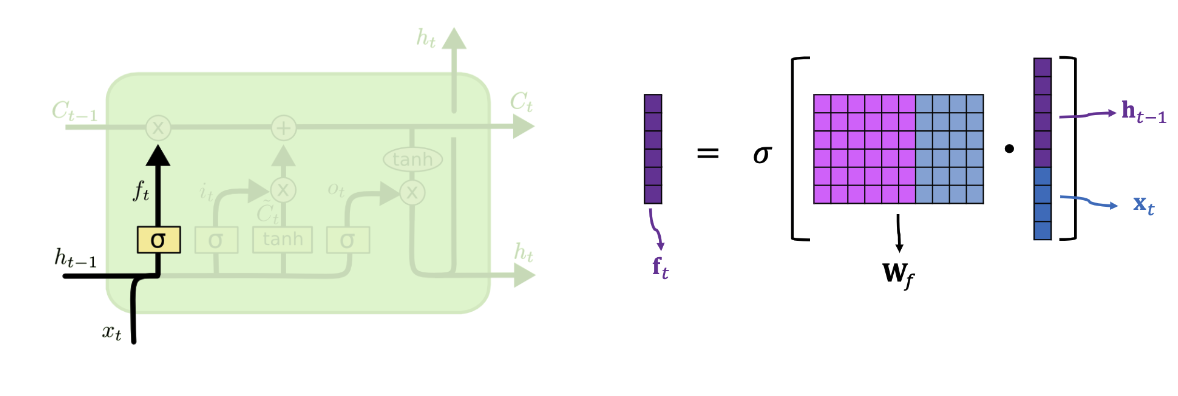 h_t
C_{t-1}
C_t
x
+
tanh
f_t
i_t
x
o_t
x
C̃_t
σ
σ
tanh
σ
h_{t-1}
h_t
x_t
= σ [ • ]
h_{t-1}
x_t
f_t
W_f